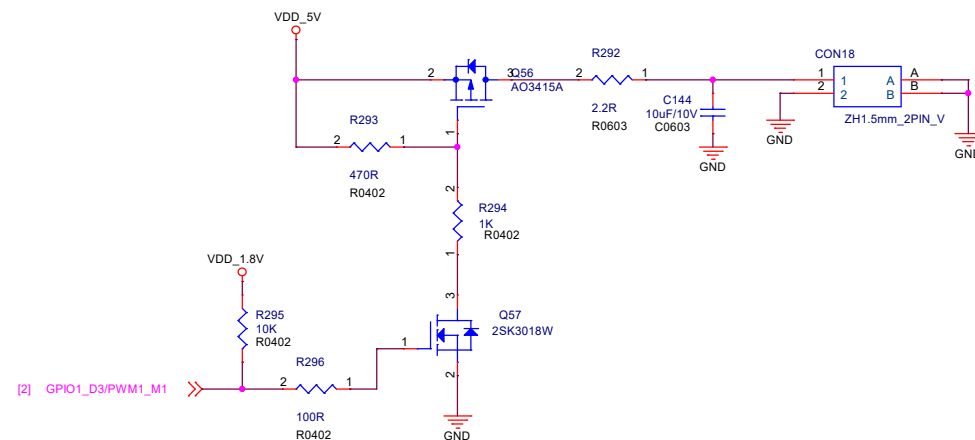 VDD_5V
2
3
Q56
AO3415A
1
R292
2
1
2.2R
R0603
C144
10uF/10V
C0603
GND
CON18
1
2
1
2
A
B
A
B
ZH1.5mm_2PIN_V
GND
GND
R293
2
1
470R
R0402
2
R294
1K
R0402
1
VDD_1.8V
R295
10K
R0402
3
Q57
2SK3018W
1
2
GND
[2] GPIO1_D3/PWM1_M1
R296
2
1
100R
R0402